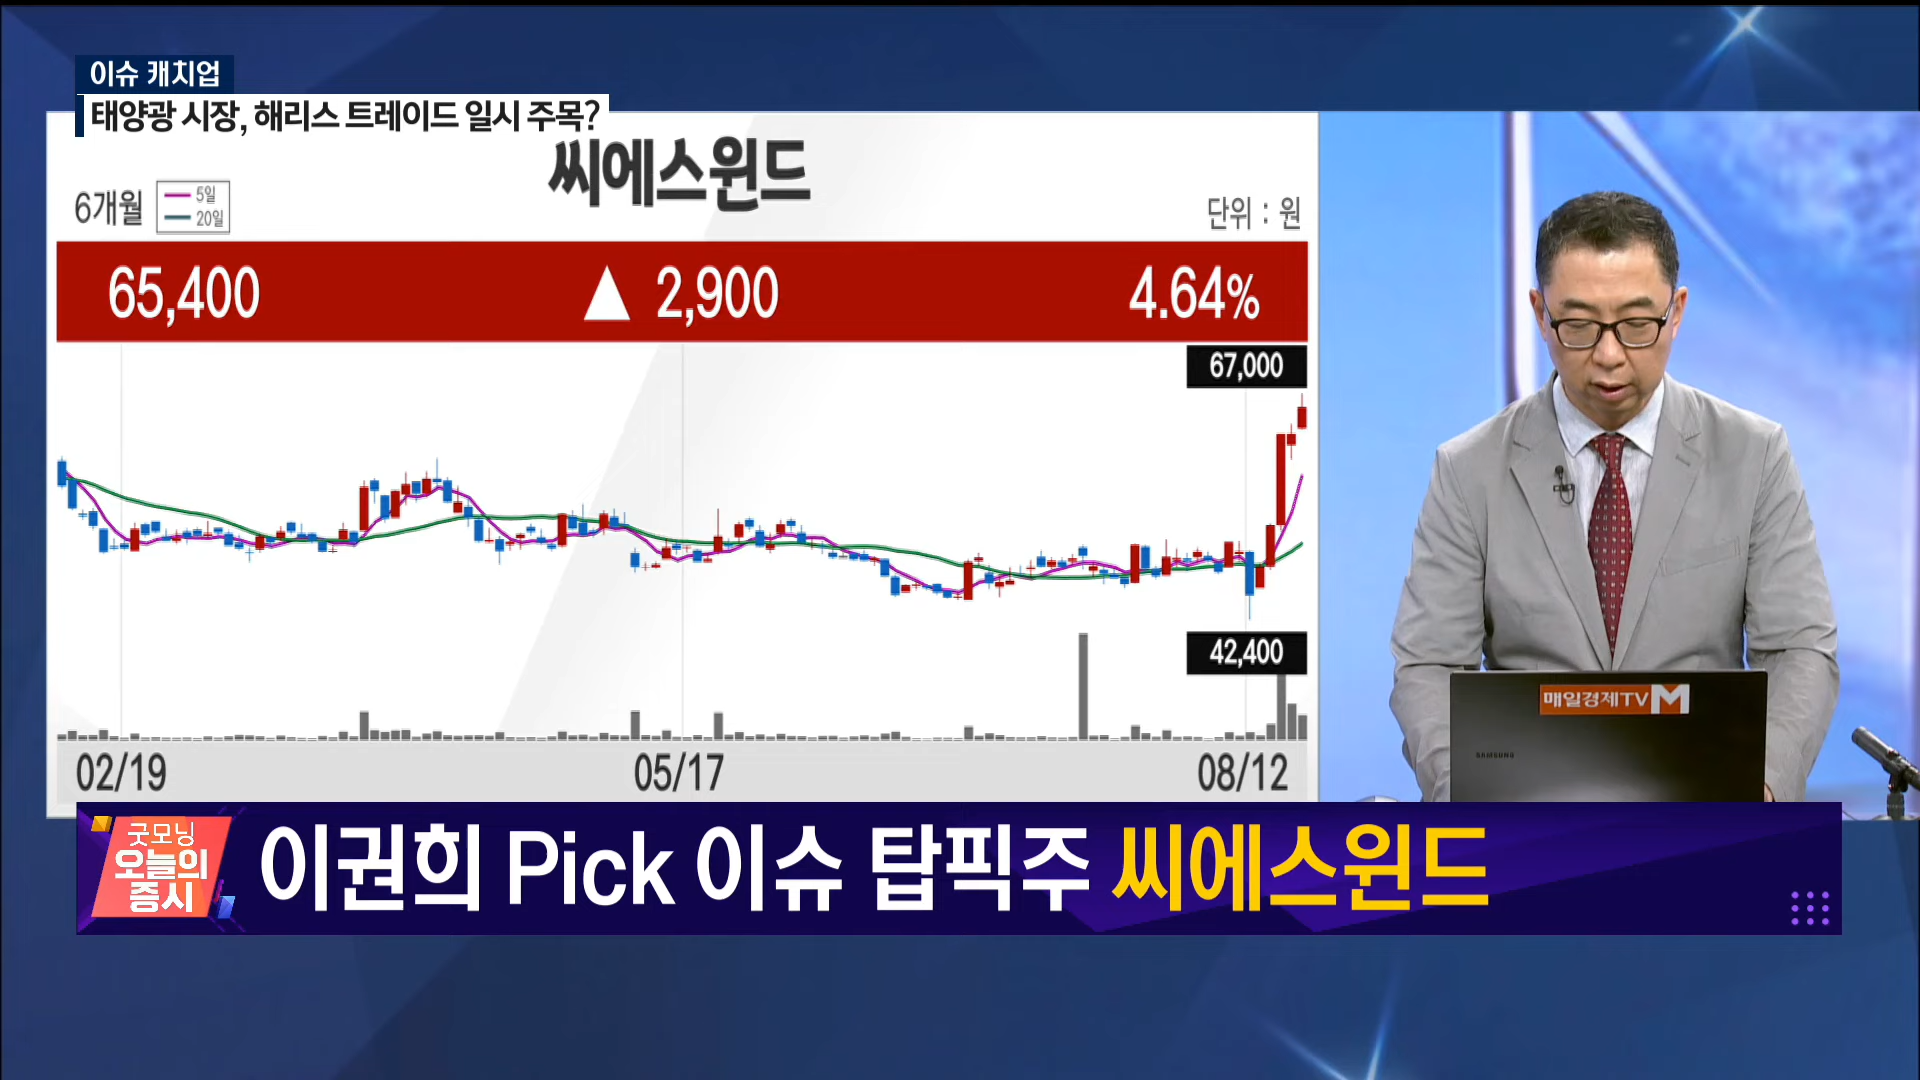 이슈 캐치업
태양광 시장, 해리스 트레이드 일시 주목?
씨에스윈드
6개월
5일
20일
단위 : 원
65,400 ▲ 2,900 4.64%
67,000
42,400
02/19 05/17 08/12
매일경제TV M
SAMSUNG
굿모닝
오늘의
증시
이권희 Pick 이슈 탑픽주 씨에스윈드